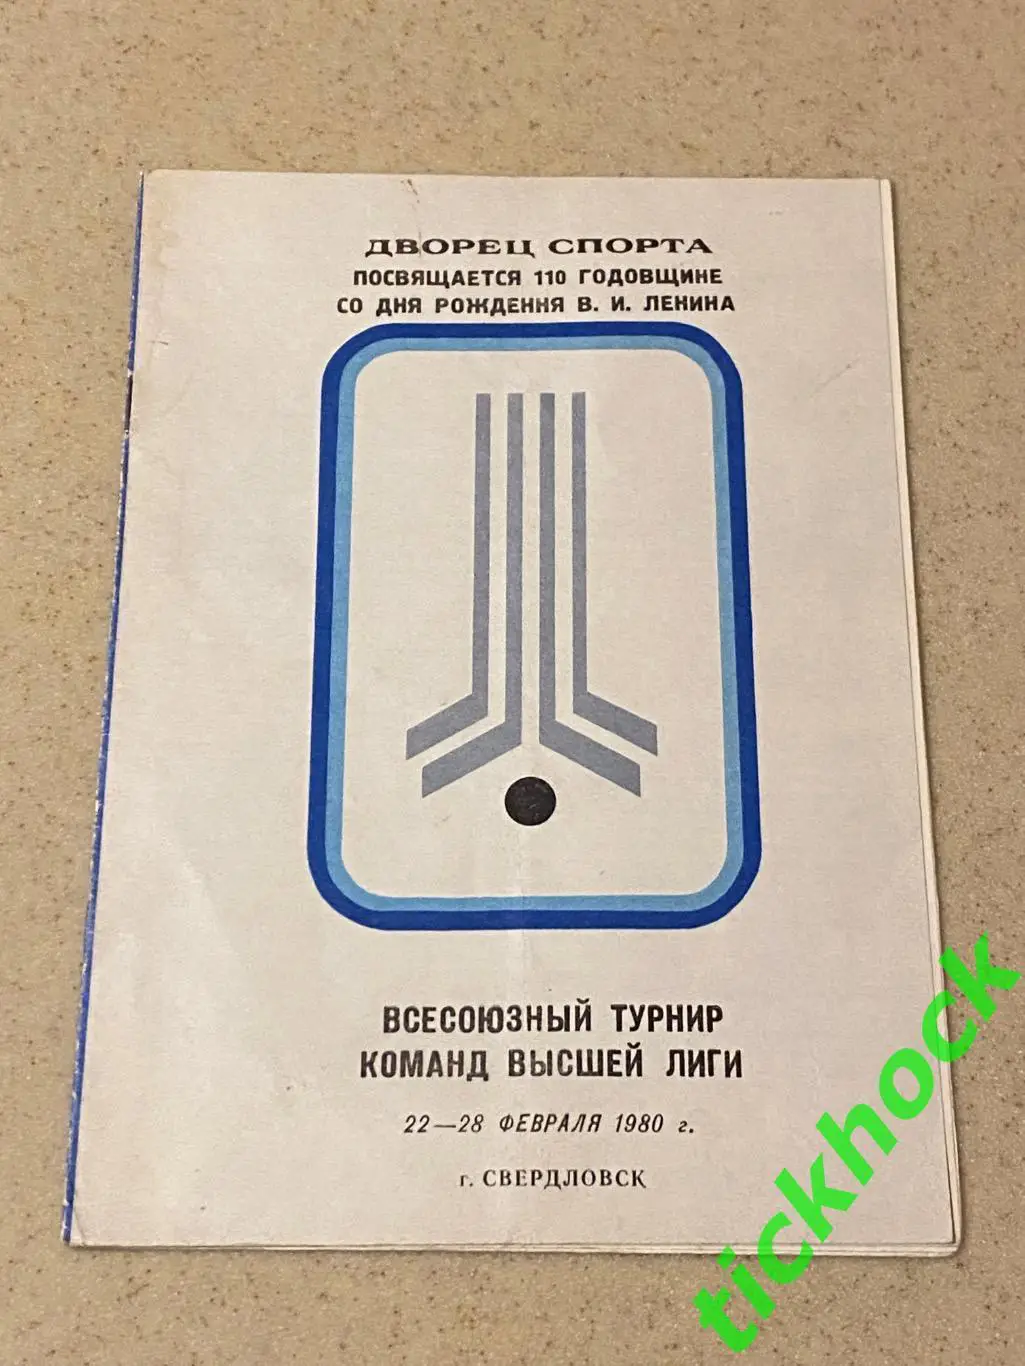 ДВОРЕЦ СПОРТА
ПОСВЯЩАЕТСЯ 110 ГОДОВЩИНЕ
СО ДНЯ РОЖДЕНИЯ В. И. ЛЕНИНА
ВСЕСОЮЗНЫЙ ТУРНИР
КОМАНД ВЫСШЕЙ ЛИГИ
22—28 ФЕВРАЛЯ 1980 г.
г. СВЕРДЛОВСК
tickhock